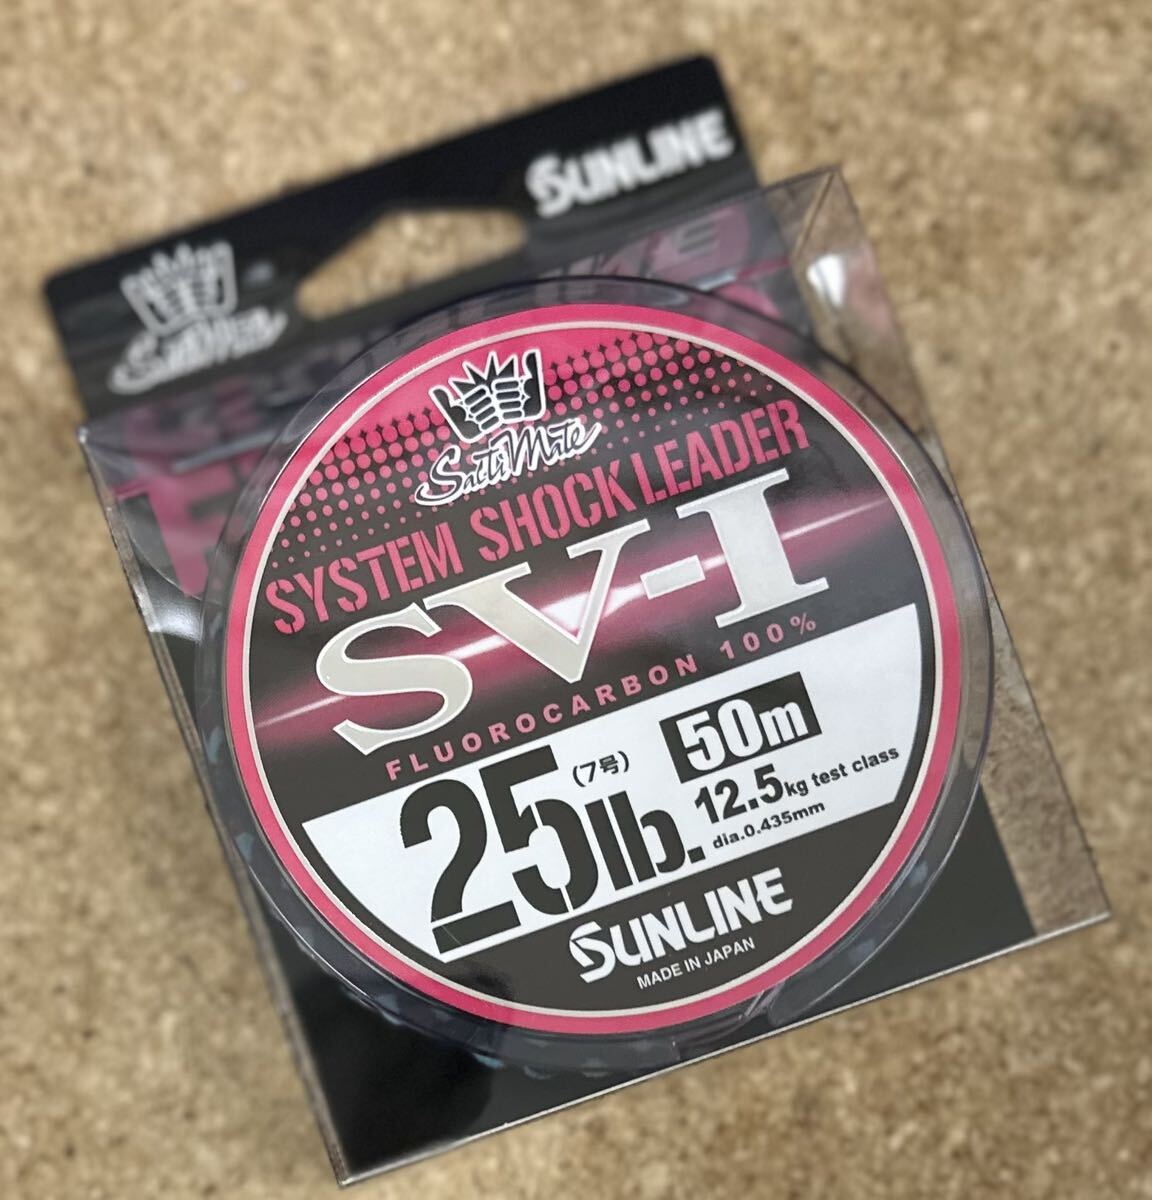 SUNLINE
SaltiMate
SaltiMate
SYSTEM SHOCK LEADER
SV-I
FLUOROCARBON 100%
25lb.
(7号)
50m
12.5kg test class
dia.0.435mm
SUNLINE
MADE IN JAPAN